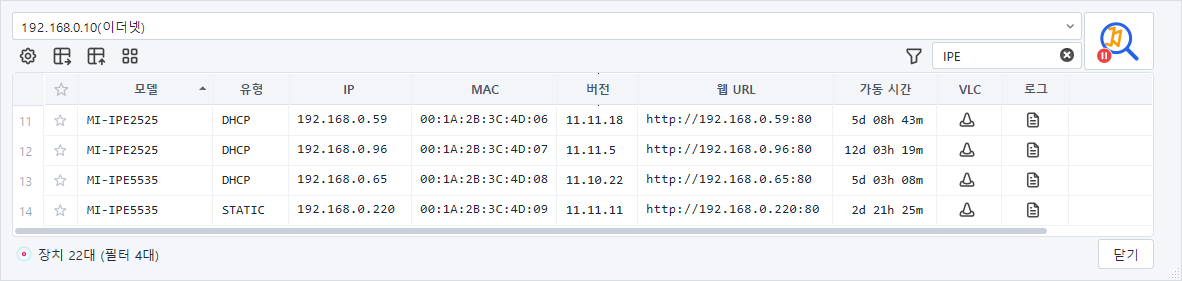 192.168.0.10(이더넷)
IPE
모델 유형 IP MAC 버전 웹 URL 가동 시간 VLC 로그
11 MI-IPE2525 DHCP 192.168.0.59 00:1A:2B:3C:4D:06 11.11.18 http://192.168.0.59:80 5d 08h 43m
12 MI-IPE2525 DHCP 192.168.0.96 00:1A:2B:3C:4D:07 11.11.5 http://192.168.0.96:80 12d 03h 19m
13 MI-IPE5535 DHCP 192.168.0.65 00:1A:2B:3C:4D:08 11.10.22 http://192.168.0.65:80 5d 03h 08m
14 MI-IPE5535 STATIC 192.168.0.220 00:1A:2B:3C:4D:09 11.11.11 http://192.168.0.220:80 2d 21h 25m
장치 22대 (필터 4대)
닫기